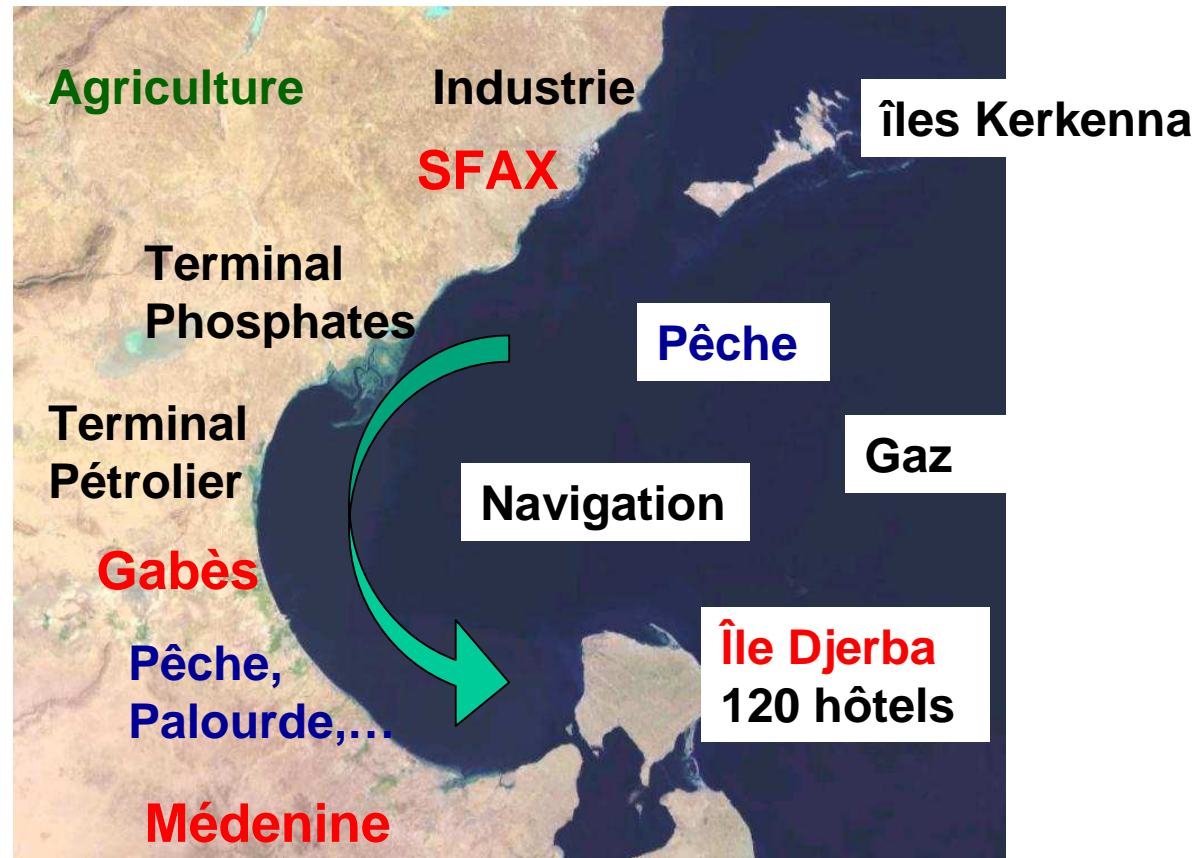 Agriculture
Industrie
îles Kerkenna
SFAX
Terminal
Phosphates
Pêche
Terminal
Pétrolier
Gaz
Navigation
Gabès
Île Djerba
120 hôtels
Pêche,
Palourde,…
Médenine